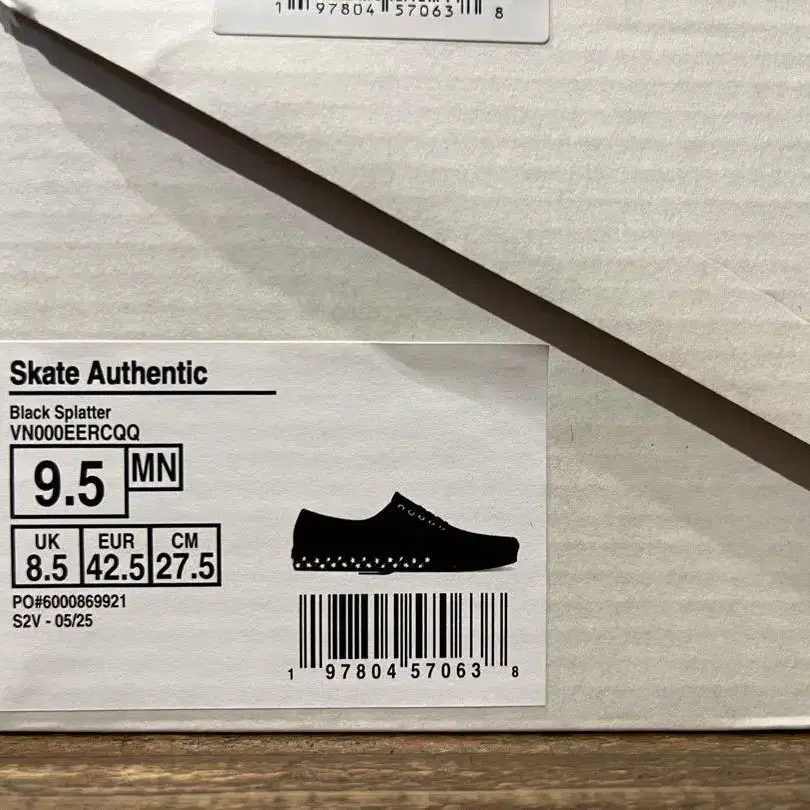 1 97804 57063 8
Skate Authentic
Black Splatter
VN000EERCQQ
9.5 MN
UK EUR CM
8.5 42.5 27.5
PO#6000869921
S2V - 05/25
1 97804 57063 8